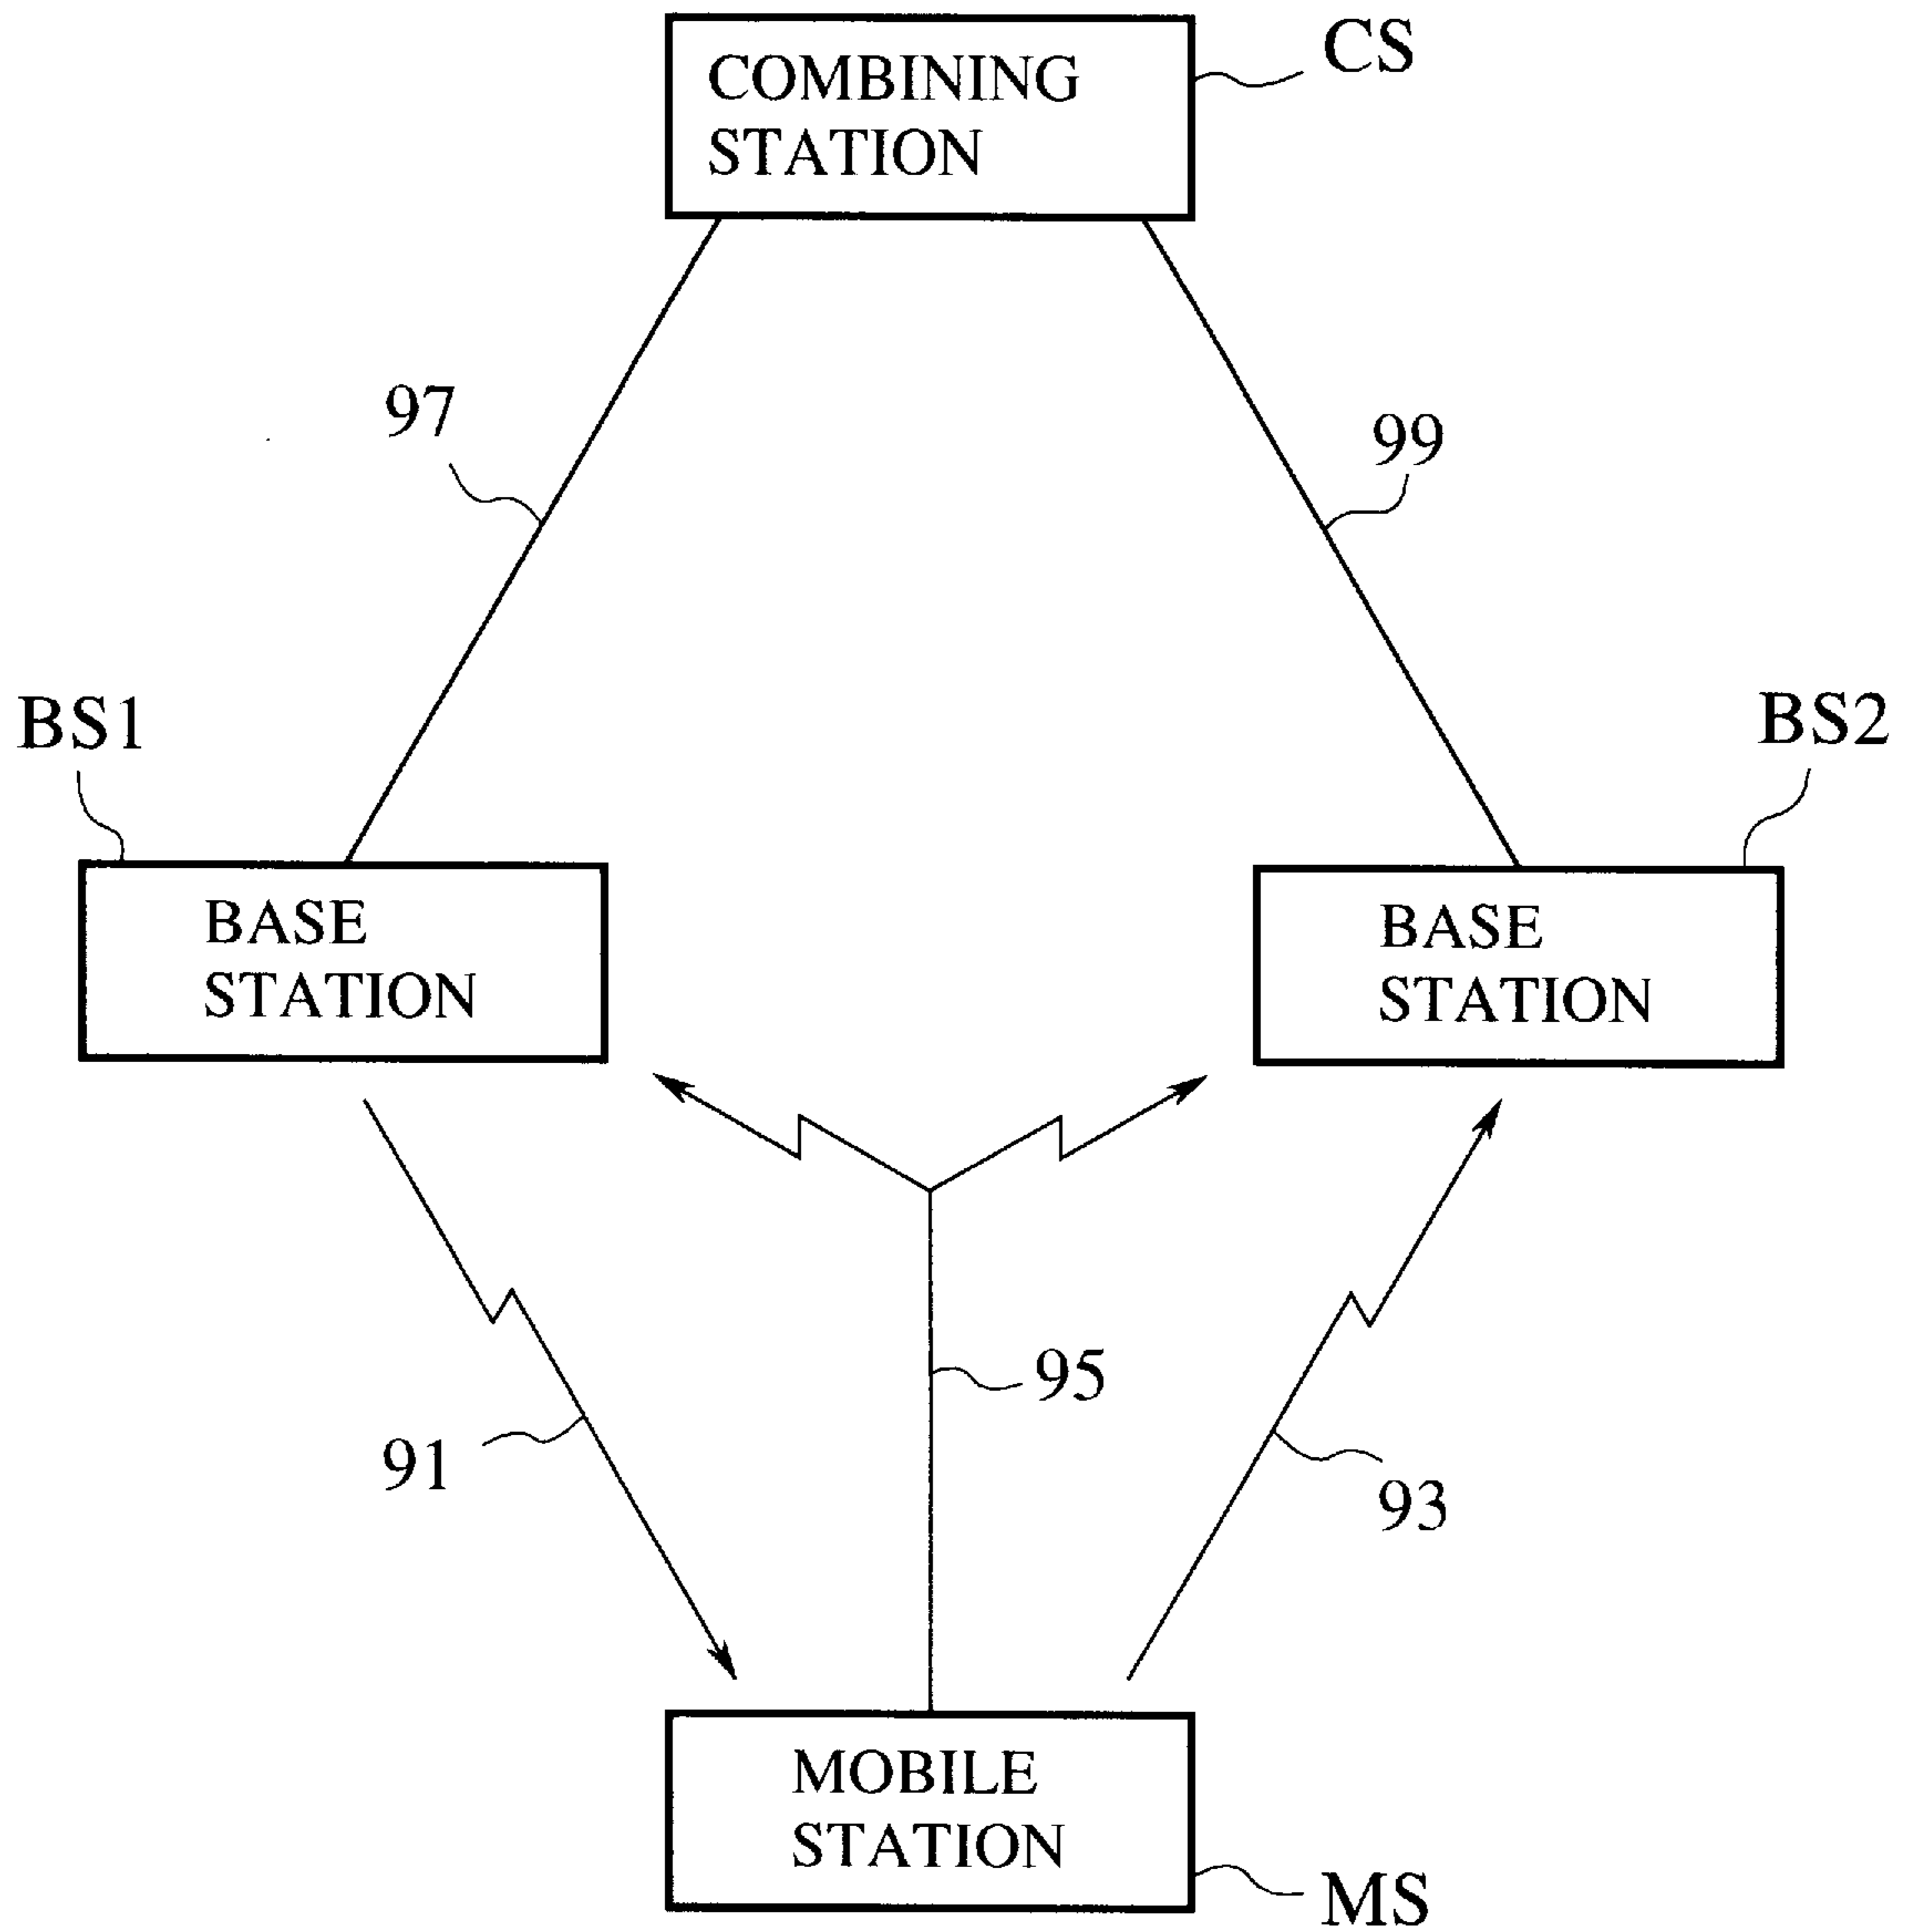 COMBINING
STATION
CS
97
99
BS1
BS2
BASE
STATION
BASE
STATION
95
91
93
MOBILE
STATION
MS